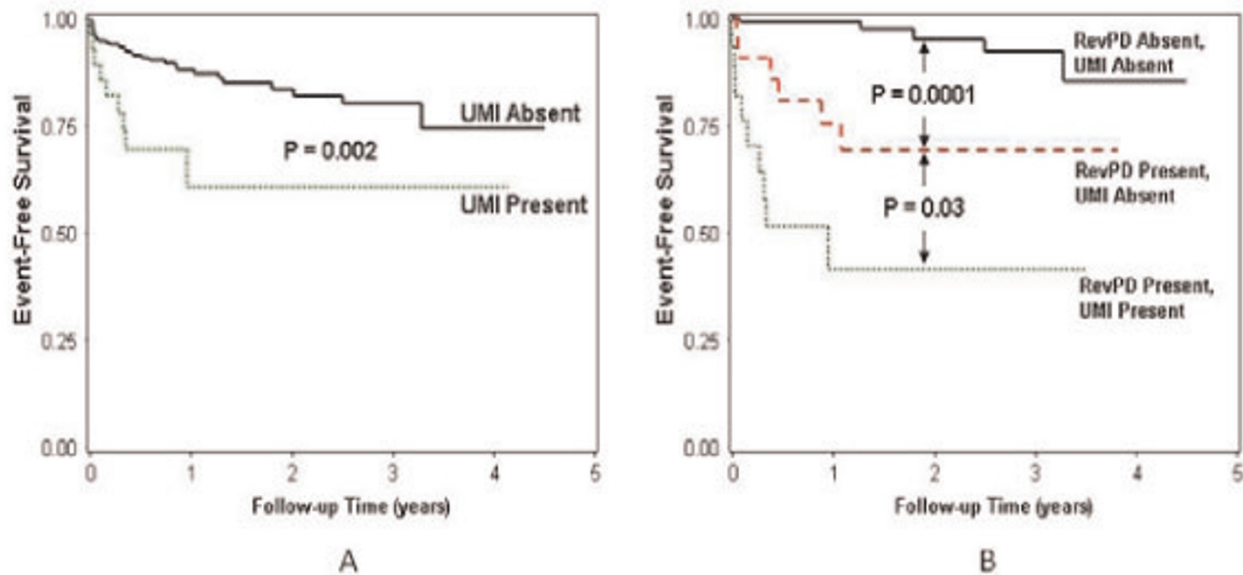 1.00
0.75
0.50
0.25
0.00
Event-Free Survival
UMI Absent
P = 0.002
UMI Present
0
1
2
3
4
5
Follow-up Time (years)
A
1.00
0.75
0.50
0.25
0.00
Event-Free Survival
RevPD Absent,
UMI Absent
P = 0.0001
RevPD Present,
UMI Absent
P = 0.03
RevPD Present,
UMI Present
0
1
2
3
4
5
Follow-up Time (years)
B